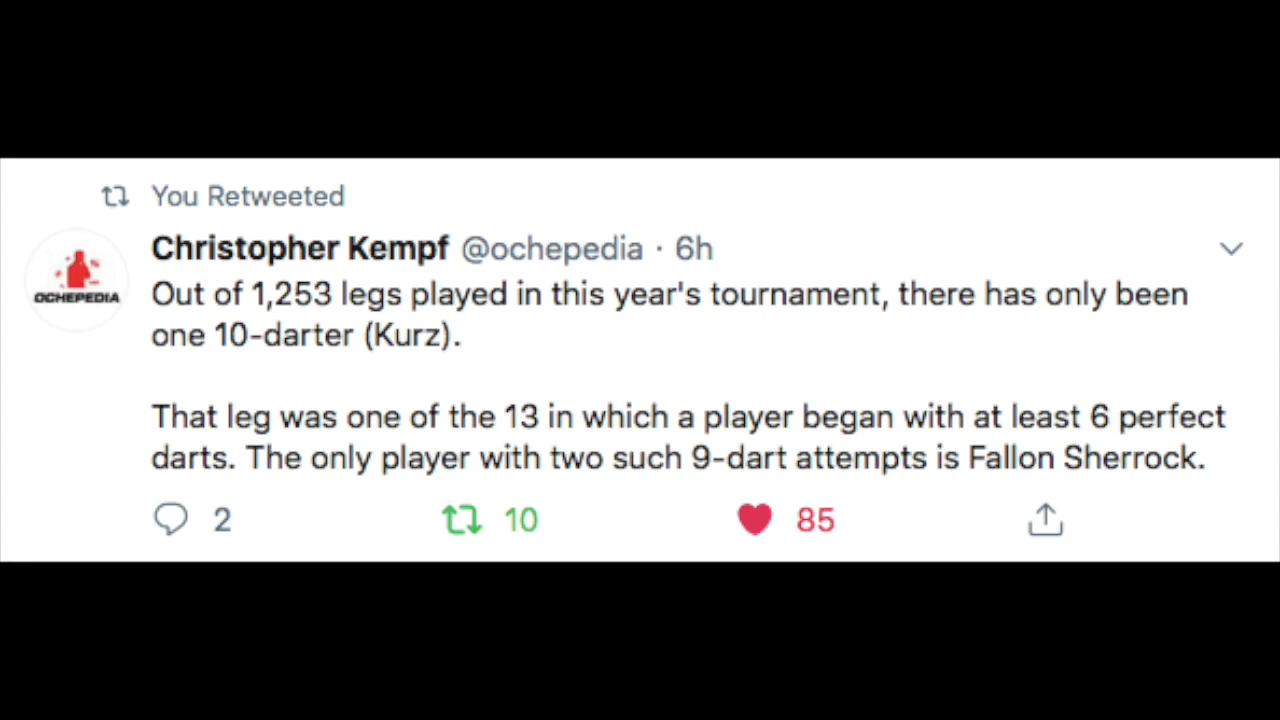 You Retweeted
Christopher Kempf @ochepedia · 6h
OCHEPEDIA
Out of 1,253 legs played in this year's tournament, there has only been
one 10-darter (Kurz).
That leg was one of the 13 in which a player began with at least 6 perfect
darts. The only player with two such 9-dart attempts is Fallon Sherrock.
2 10 85